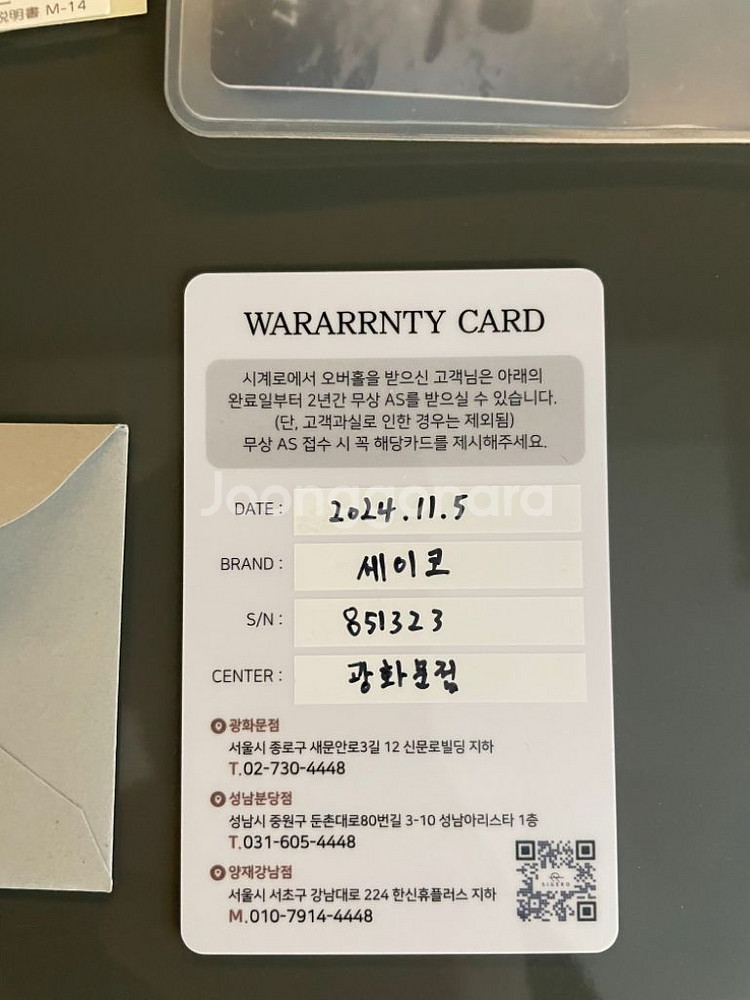 説明書 M-14
WARARRNTY CARD
시계로에서 오버홀을 받으신 고객님은 아래의
완료일부터 2년간 무상 AS를 받으실 수 있습니다.
(단, 고객과실로 인한 경우는 제외됨)
무상 AS 접수 시 꼭 해당카드를 제시해주세요.
Joonggonara
DATE : 2024.11.5
BRAND : 세이코
S/N : 851323
CENTER : 광화문점
광화문점
서울시 종로구 새문안로3길 12 신문로빌딩 지하
T.02-730-4448
성남분당점
성남시 중원구 둔촌대로80번길 3-10 성남아리스타 1층
T.031-605-4448
양재강남점
서울시 서초구 강남대로 224 한신휴플러스 지하
M.010-7914-4448
SIGERO